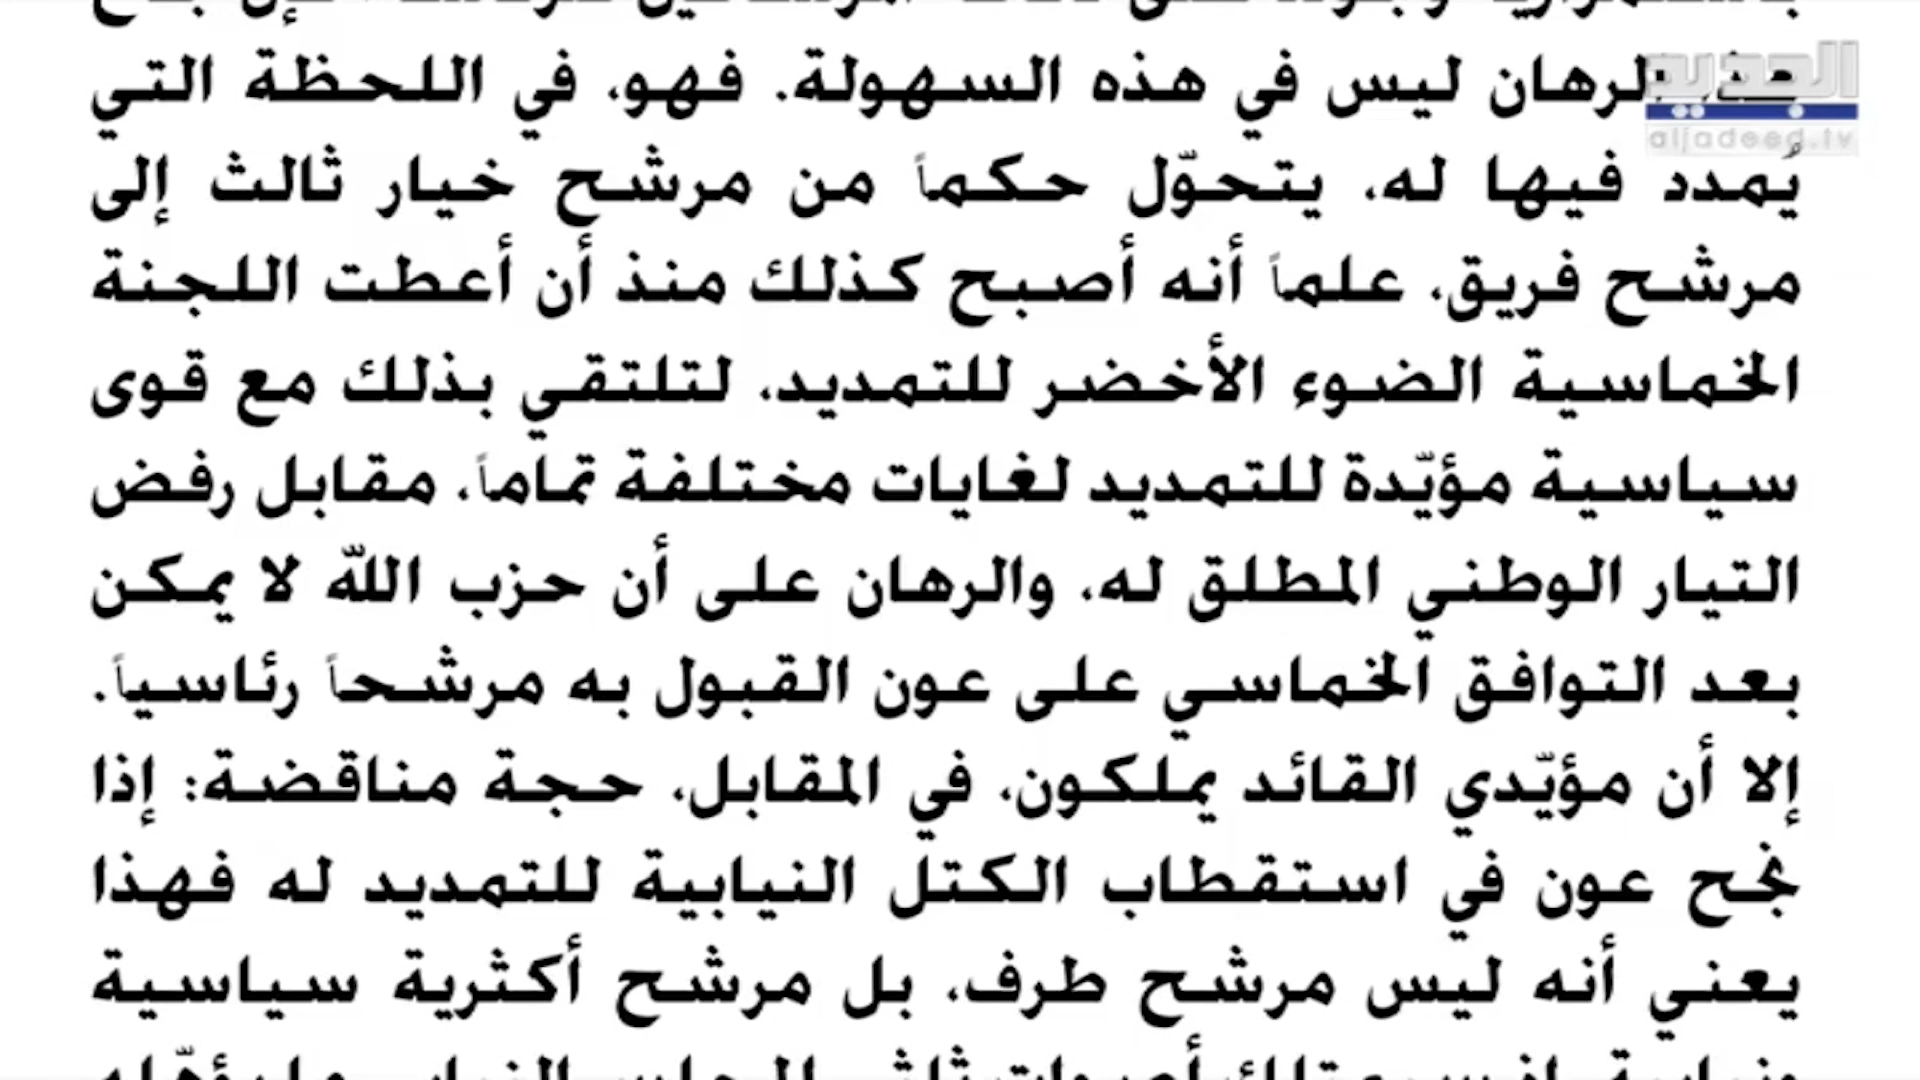 هذا الرهان ليس في هذه السهولة. فهو، في اللحظة التي
يُمدد فيها له، يتحوّل حكماً من مرشح خيار ثالث إلى
مرشح فريق، علماً أنه أصبح كذلك منذ أن أعطت اللجنة
الخماسية الضوء الأخضر للتمديد، لتلتقي بذلك مع قوى
سياسية مؤيّدة للتمديد لغايات مختلفة تماماً، مقابل رفض
التيار الوطني المطلق له، والرهان على أن حزب الله لا يمكن
بعد التوافق الخماسي على عون القبول به مرشحاً رئاسياً.
إلا أن مؤيّدي القائد يملكون، في المقابل، حجة مناقضة: إذا
نجح عون في استقطاب الكتل النيابية للتمديد له فهذا
يعني أنه ليس مرشح طرف، بل مرشح أكثرية سياسية
الجديد
aljadeed.tv